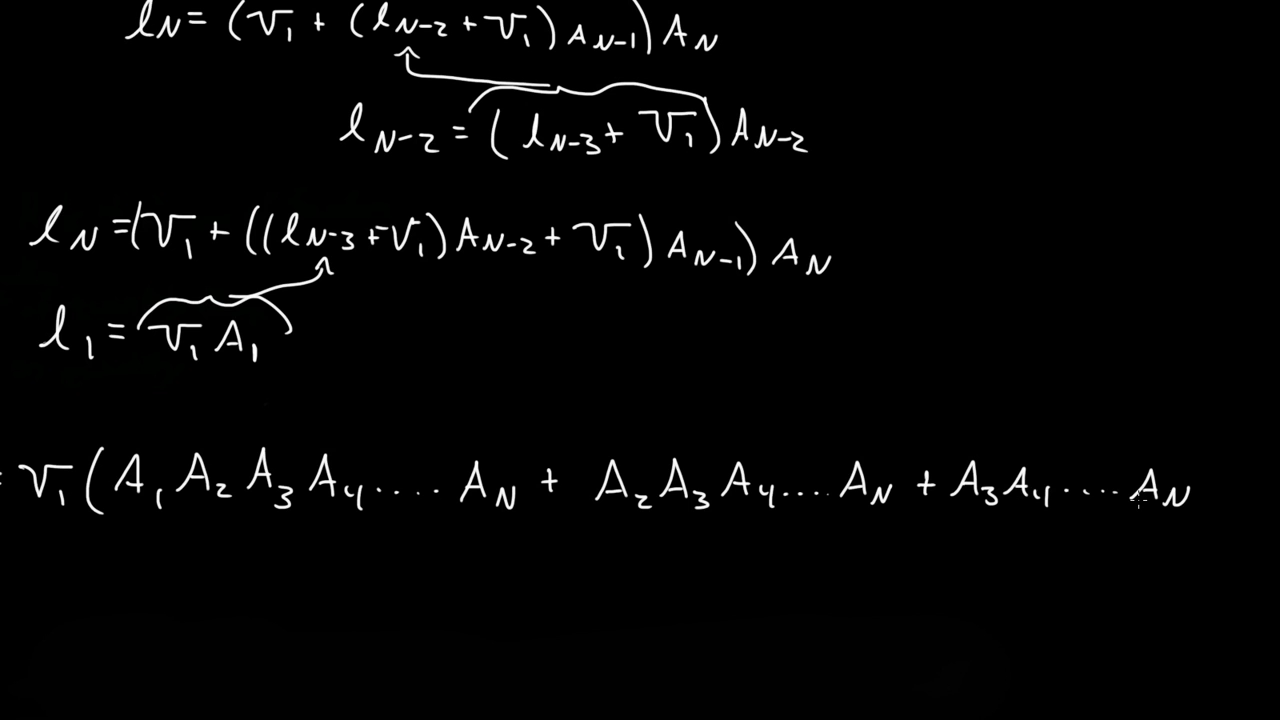 l_N = (V_1 + (l_{N-2} + V_1) A_{N-1}) A_N
l_{N-2} = (l_{N-3} + V_1) A_{N-2}
l_N = (V_1 + ((l_{N-3} + V_1) A_{N-2} + V_1) A_{N-1}) A_N
l_1 = V_1 A_1
= V_1 (A_1 A_2 A_3 A_4 .... A_N + A_2 A_3 A_4 .... A_N + A_3 A_4 .... A_N